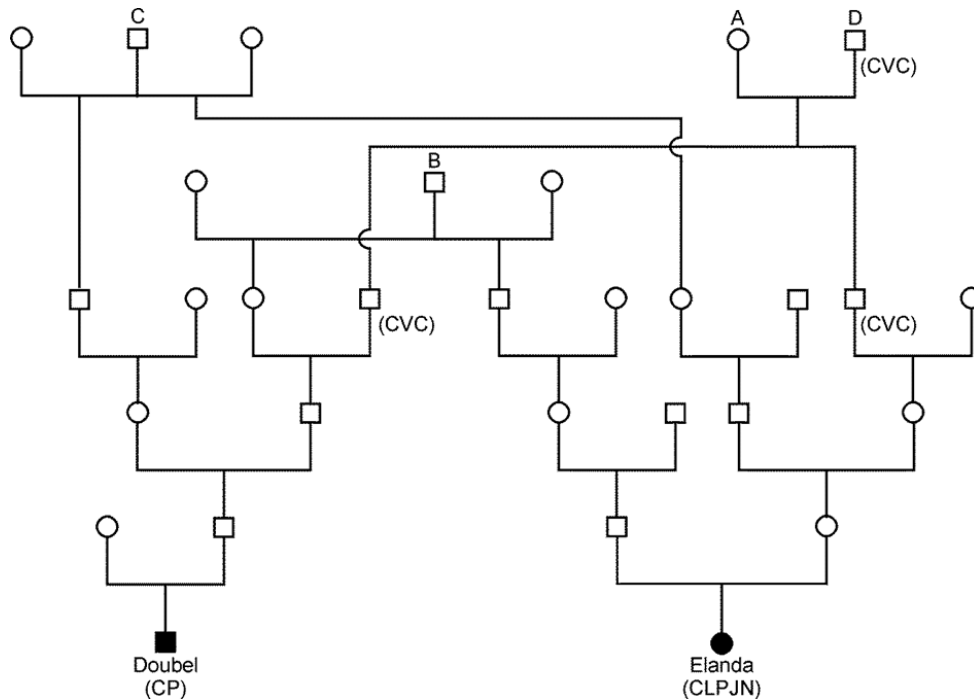 C
A D
(CVC)
B
(CVC)
(CVC)
Doubel
(CP)
Elanda
(CLPJN)